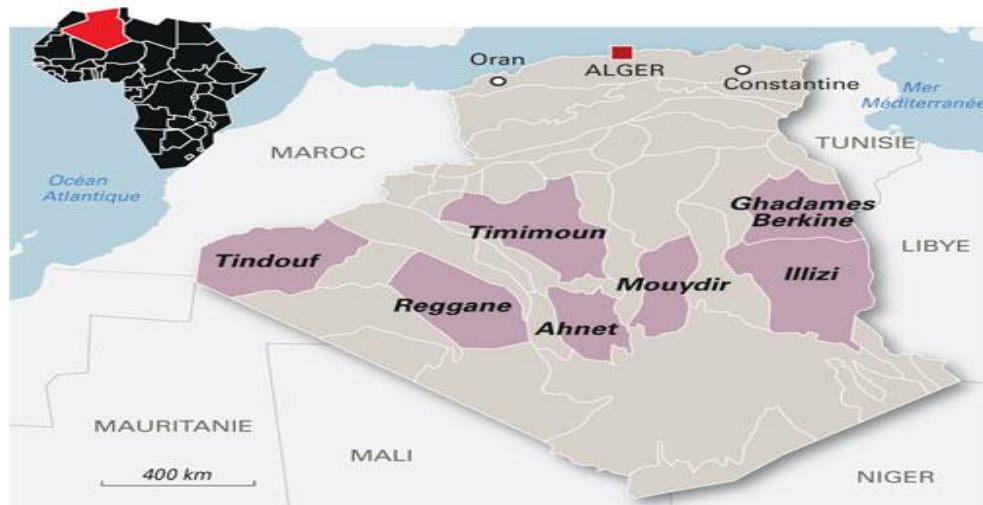 Oran
ALGER
Constantine
Mer
Méditerranée
MAROC
TUNISIE
Océan
Atlantique
Ghadames
Berkine
Timimoun
LIBYE
Tindouf
Mouydir
Illizi
Reggane
Ahnet
MAURITANIE
MALI
400 km
NIGER